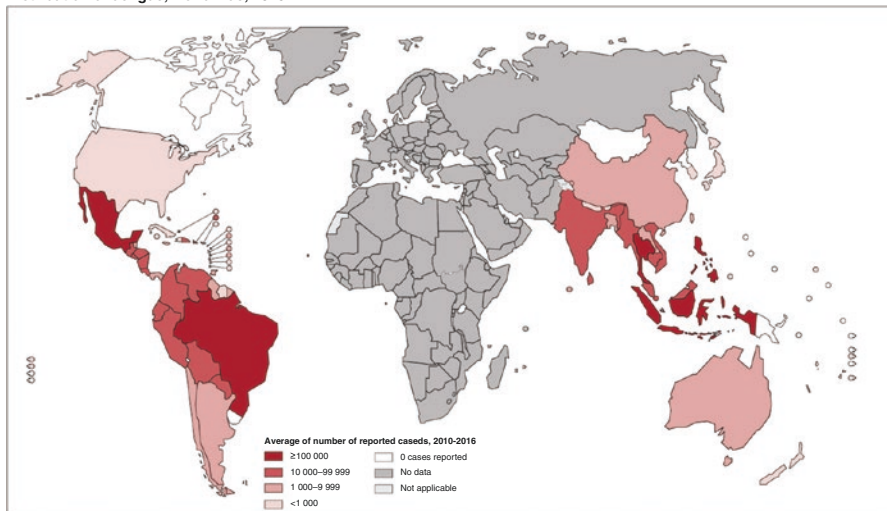 Average of number of reported caseds, 2010-2016
≥100 000
10 000–99 999
1 000–9 999
<1 000
0 cases reported
No data
Not applicable